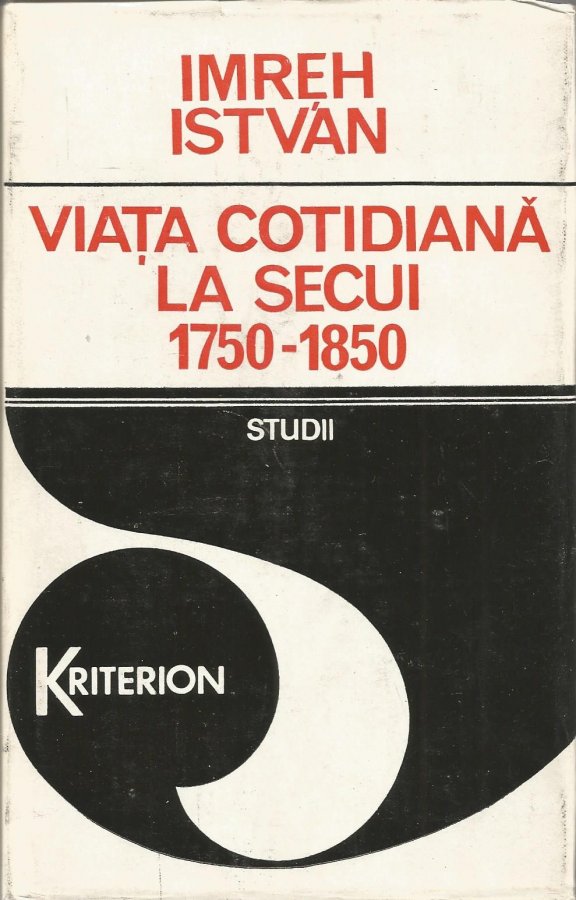 IMREH
ISTVÁN
VIAȚA COTIDIANĂ
LA SECUI
1750-1850
STUDII
KRITERION